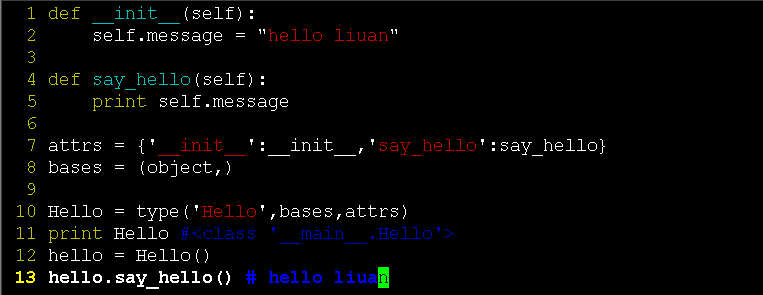 1 def __init__(self):
2     self.message = "hello liuan"
3
4 def say_hello(self):
5     print self.message
6
7 attrs = {'__init__':__init__,'say_hello':say_hello}
8 bases = (object,)
9
10 Hello = type('Hello',bases,attrs)
11 print Hello #<class '__main__.Hello'>
12 hello = Hello()
13 hello.say_hello() # hello liuan